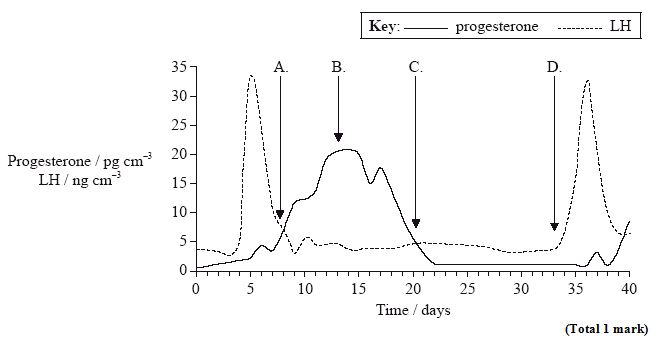 Key: progesterone LH
A. B. C. D.
35
30
25
20
15
10
5
0
Progesterone / pg cm–3
LH / ng cm–3
0 5 10 15 20 25 30 35 40
Time / days
(Total 1 mark)